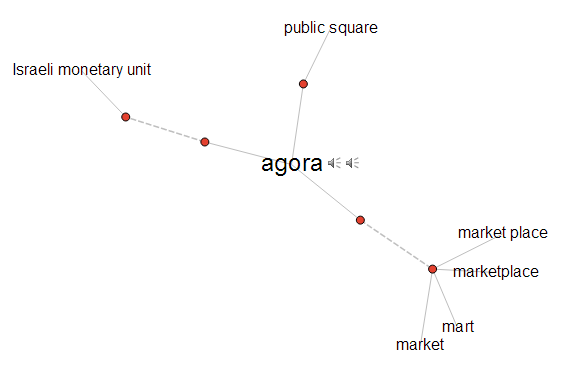 public square
Israeli monetary unit
agora
market place
marketplace
mart
market